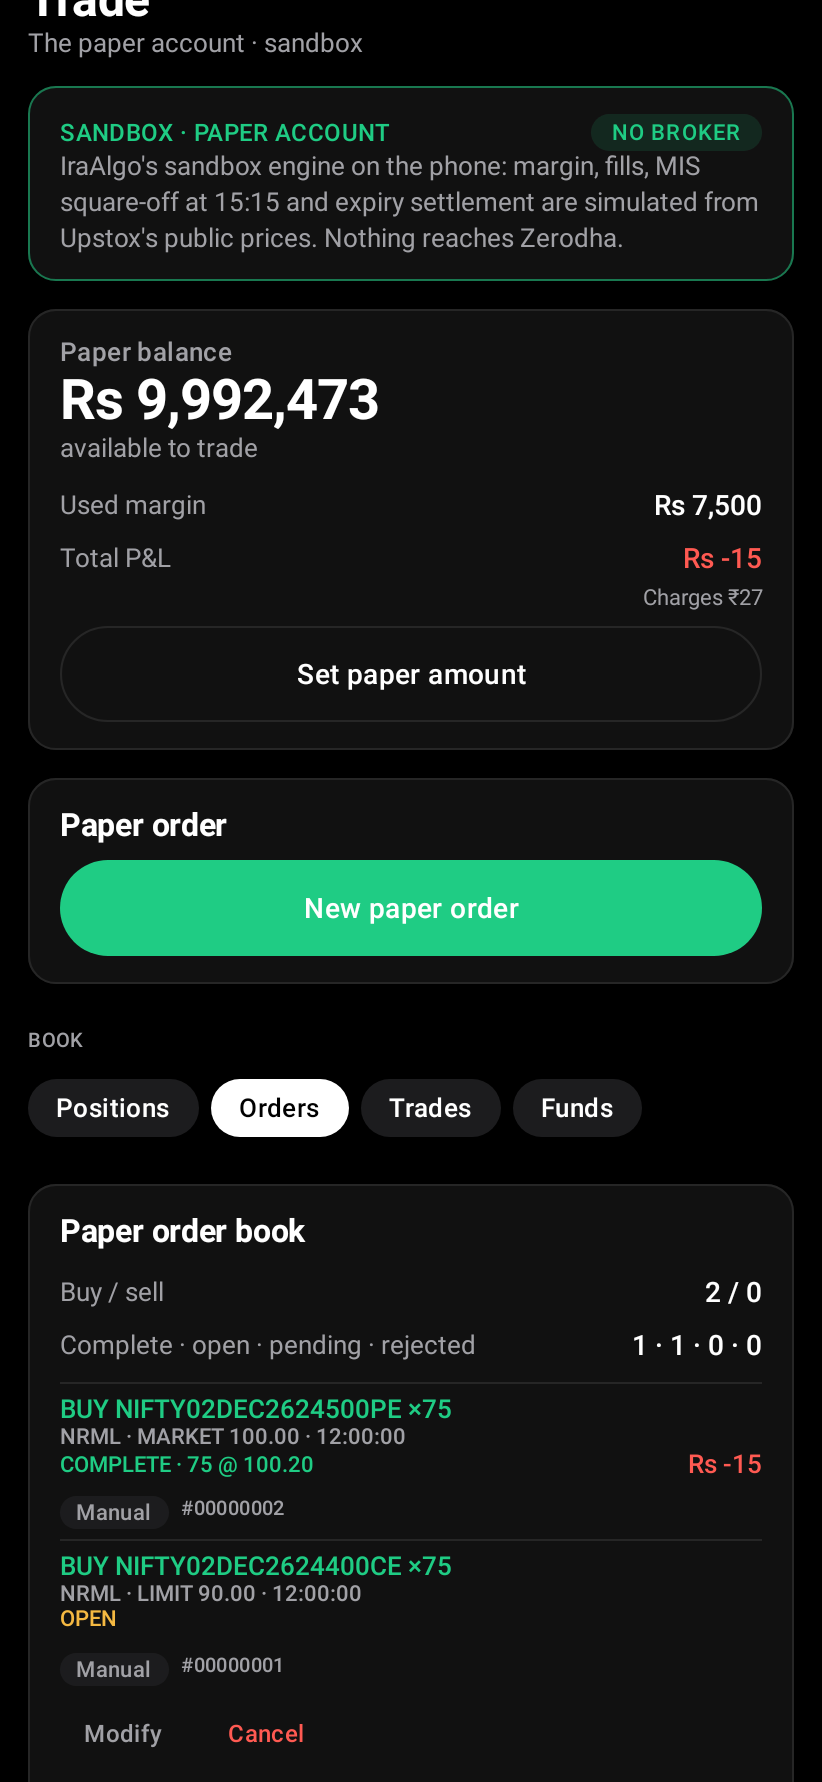 Trade
The paper account · sandbox
SANDBOX · PAPER ACCOUNT
NO BROKER
IraAlgo's sandbox engine on the phone: margin, fills, MIS
square-off at 15:15 and expiry settlement are simulated from
Upstox's public prices. Nothing reaches Zerodha.
Paper balance
Rs 9,992,473
available to trade
Used margin
Rs 7,500
Total P&L
Rs -15
Charges ₹27
Set paper amount
Paper order
New paper order
BOOK
Positions
Orders
Trades
Funds
Paper order book
Buy / sell
2 / 0
Complete · open · pending · rejected
1 · 1 · 0 · 0
BUY NIFTY02DEC2624500PE ×75
NRML · MARKET 100.00 · 12:00:00
COMPLETE · 75 @ 100.20
Rs -15
Manual
#00000002
BUY NIFTY02DEC2624400CE ×75
NRML · LIMIT 90.00 · 12:00:00
OPEN
Manual
#00000001
Modify
Cancel